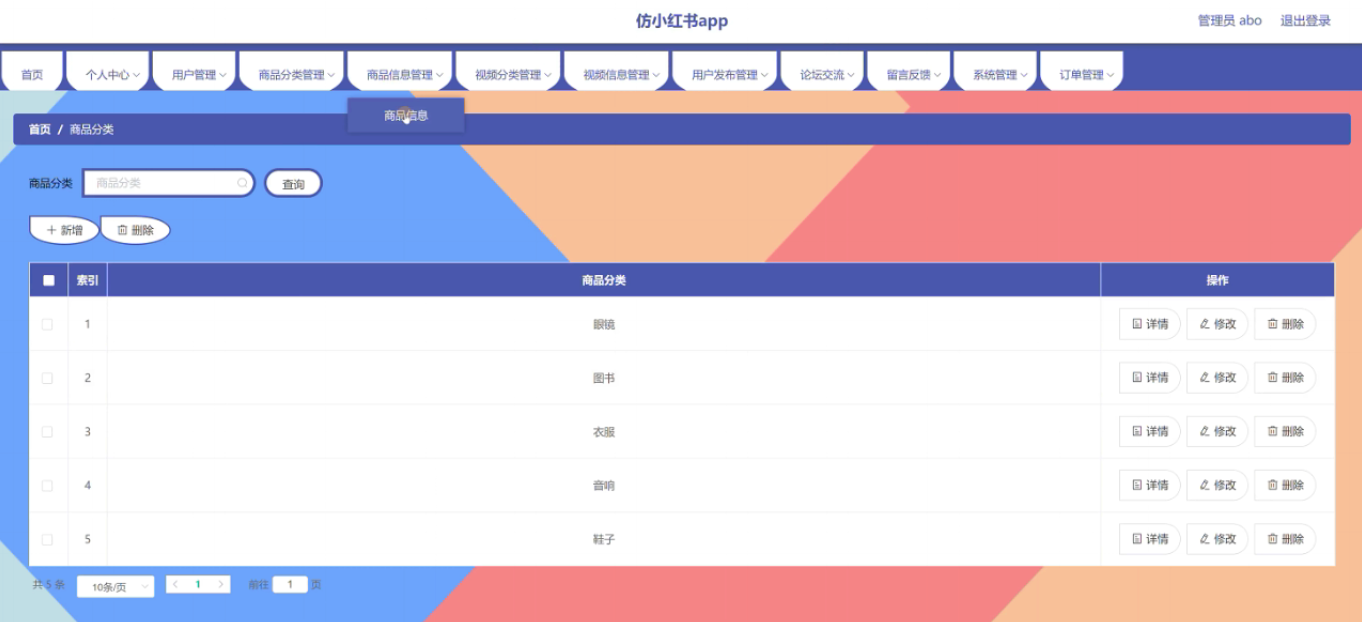 仿小红书app
管理员 abo 退出登录
首页 个人中心 用户管理 商品分类管理 商品信息管理 视频分类管理 视频信息管理 用户发布管理 论坛交流 留言反馈 系统管理 订单管理
商品信息
首页 / 商品分类
商品分类 商品分类 查询
新增 删除
索引 商品分类 操作
1 眼镜 详情 修改 删除
2 图书 详情 修改 删除
3 衣服 详情 修改 删除
4 音响 详情 修改 删除
5 鞋子 详情 修改 删除
共 5 条 10条/页 1 前往 1 页